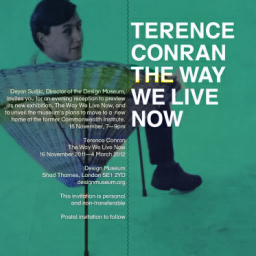 TERENCE
CONRAN
THE WAY
WE LIVE
NOW
Deyan Sudjic, Director of the Design Museum,
invites you for an evening reception to preview
its new exhibition, The Way We Live Now, and
to unveil the museum's plans to move to a new
home at the former Commonwealth Institute.
16 November, 7–9pm
Terence Conran
The Way We Live Now
16 November 2011–4 March 2012
Design Museum
Shad Thames, London SE1 2YD
designmuseum.org
This invitation is personal
and non-transferable
Postal invitation to follow